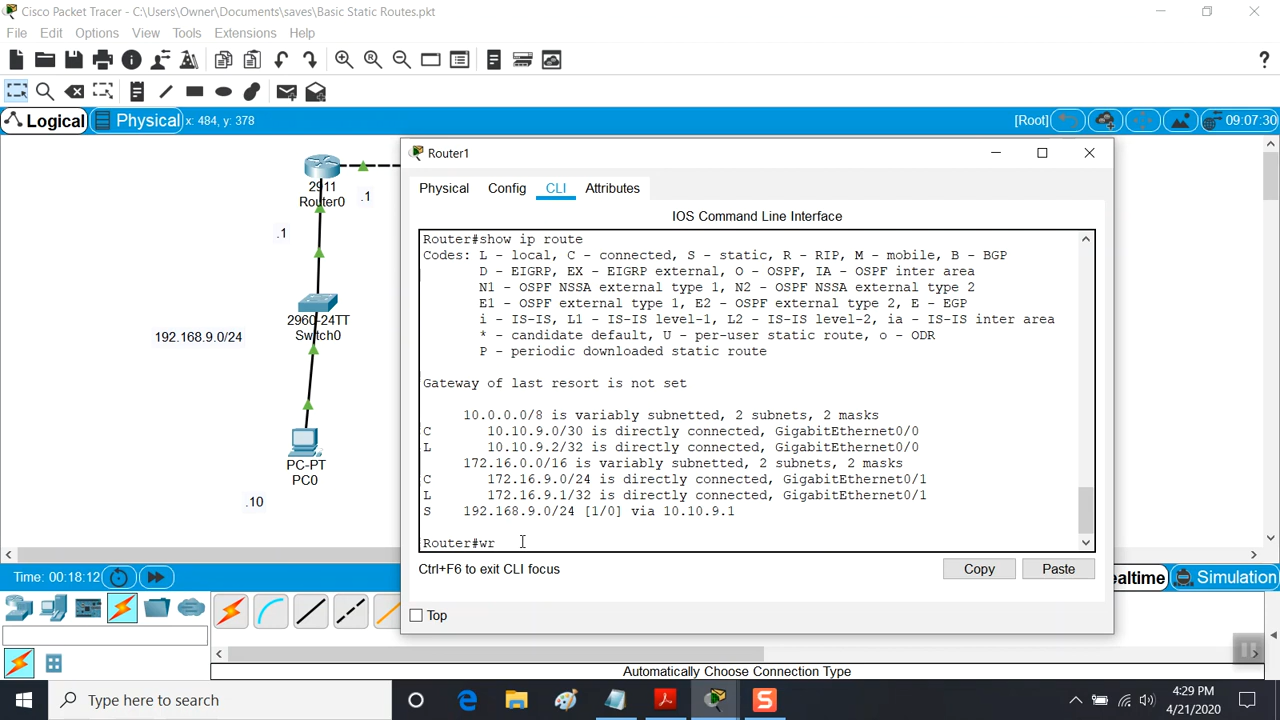 Cisco Packet Tracer - C:\Users\Owner\Documents\saves\Basic Static Routes.pkt
File Edit Options View Tools Extensions Help
Logical Physical x: 484, y: 378 [Root] 09:07:30
2911
Router0
.1
.1
192.168.9.0/24
2960-24TT
Switch0
PC-PT
PC0
.10
Router1
Physical Config CLI Attributes
IOS Command Line Interface
Router#show ip route
Codes: L - local, C - connected, S - static, R - RIP, M - mobile, B - BGP
D - EIGRP, EX - EIGRP external, O - OSPF, IA - OSPF inter area
N1 - OSPF NSSA external type 1, N2 - OSPF NSSA external type 2
E1 - OSPF external type 1, E2 - OSPF external type 2, E - EGP
i - IS-IS, L1 - IS-IS level-1, L2 - IS-IS level-2, ia - IS-IS inter area
* - candidate default, U - per-user static route, o - ODR
P - periodic downloaded static route
Gateway of last resort is not set
10.0.0.0/8 is variably subnetted, 2 subnets, 2 masks
C 10.10.9.0/30 is directly connected, GigabitEthernet0/0
L 10.10.9.2/32 is directly connected, GigabitEthernet0/0
172.16.0.0/16 is variably subnetted, 2 subnets, 2 masks
C 172.16.9.0/24 is directly connected, GigabitEthernet0/1
L 172.16.9.1/32 is directly connected, GigabitEthernet0/1
S 192.168.9.0/24 [1/0] via 10.10.9.1
Router#wr
Ctrl+F6 to exit CLI focus
Copy Paste
Top
Time: 00:18:12
ealtime Simulation
Automatically Choose Connection Type
Type here to search
4:29 PM
4/21/2020